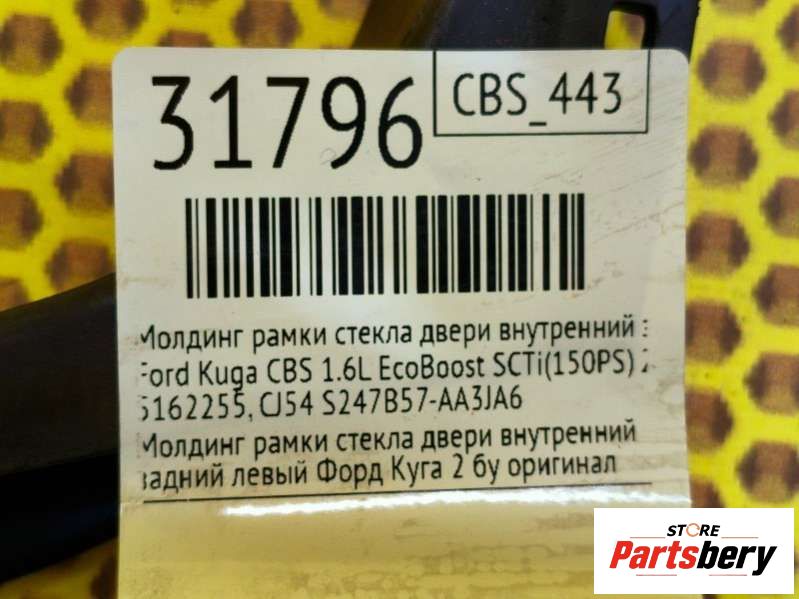 31796
CBS_443
Молдинг рамки стекла двери внутренний з
Ford Kuga CBS 1.6L EcoBoost SCTi(150PS) 2
5162255, CJ54 S247B57-AA3JA6
Молдинг рамки стекла двери внутренний
задний левый Форд Куга 2 бу оригинал
STORE
Partsbery